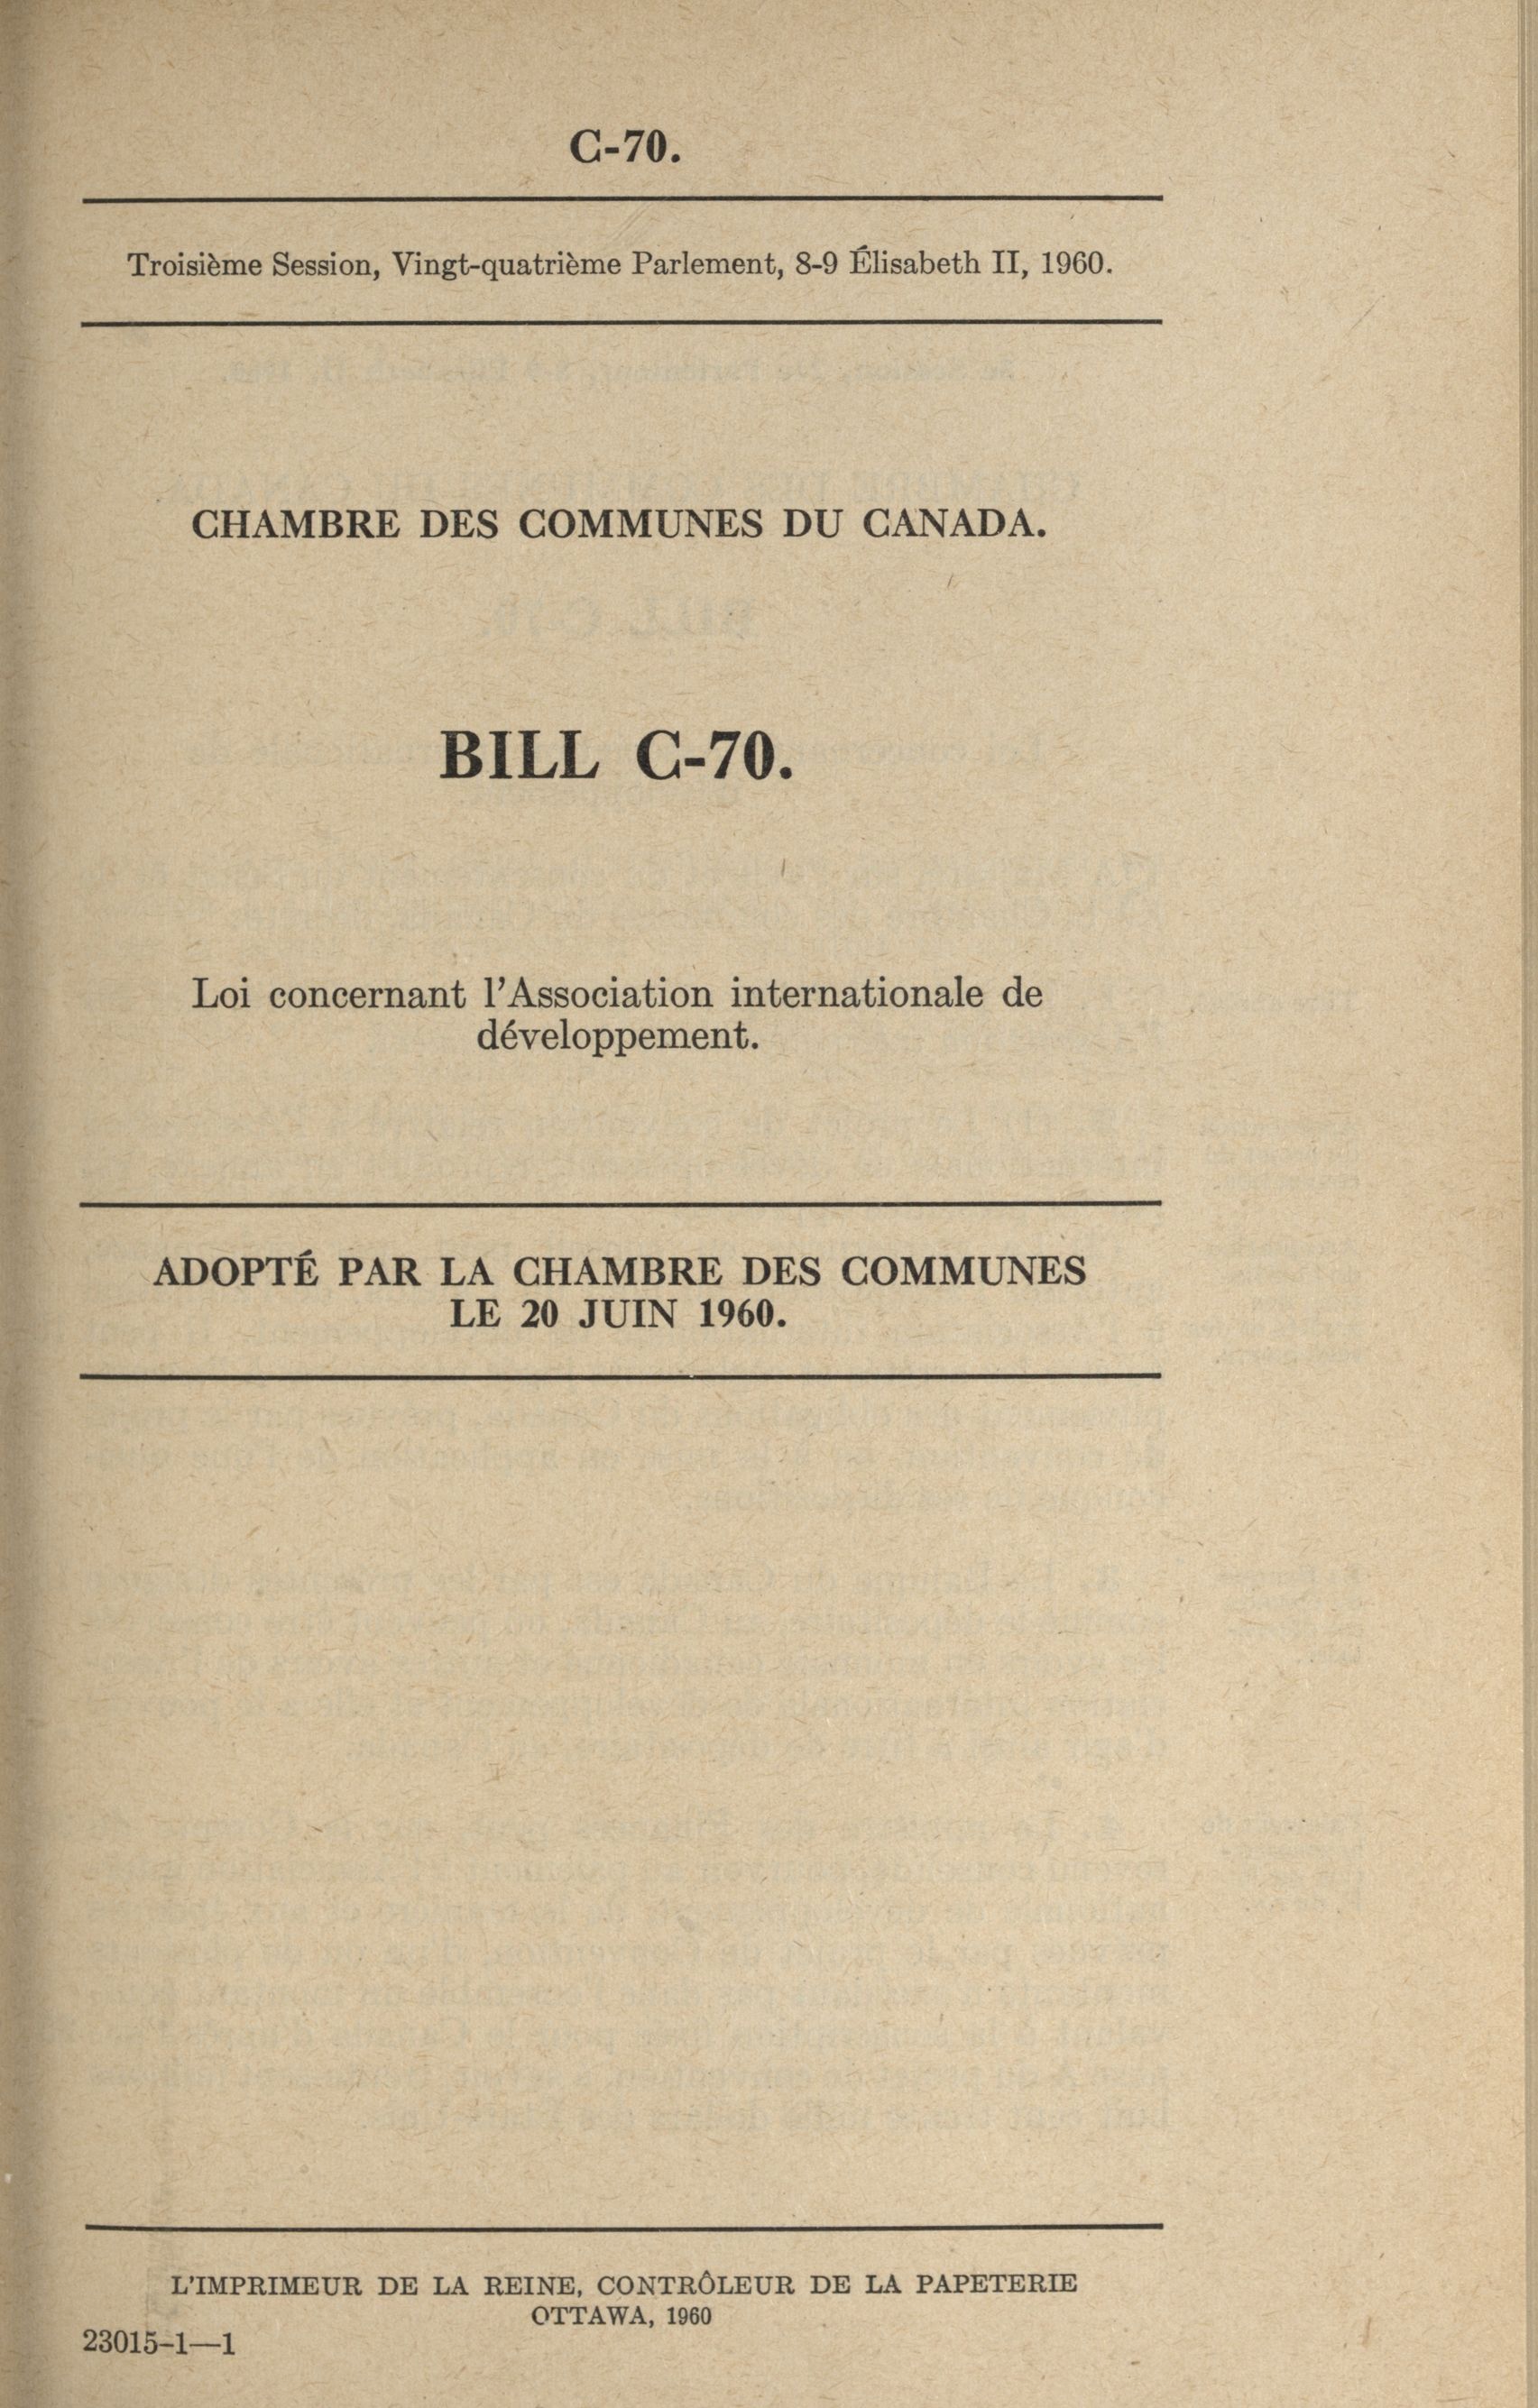 C-70.
Troisième Session, Vingt-quatrième Parlement, 8-9 Élisabeth II, 1960.
CHAMBRE DES COMMUNES DU CANADA.
BILL C-70.
Loi concernant l'Association internationale de
développement.
ADOPTÉ PAR LA CHAMBRE DES COMMUNES
LE 20 JUIN 1960.
L'IMPRIMEUR DE LA REINE, CONTRÔLEUR DE LA PAPETERIE
OTTAWA, 1960
23015-1—1